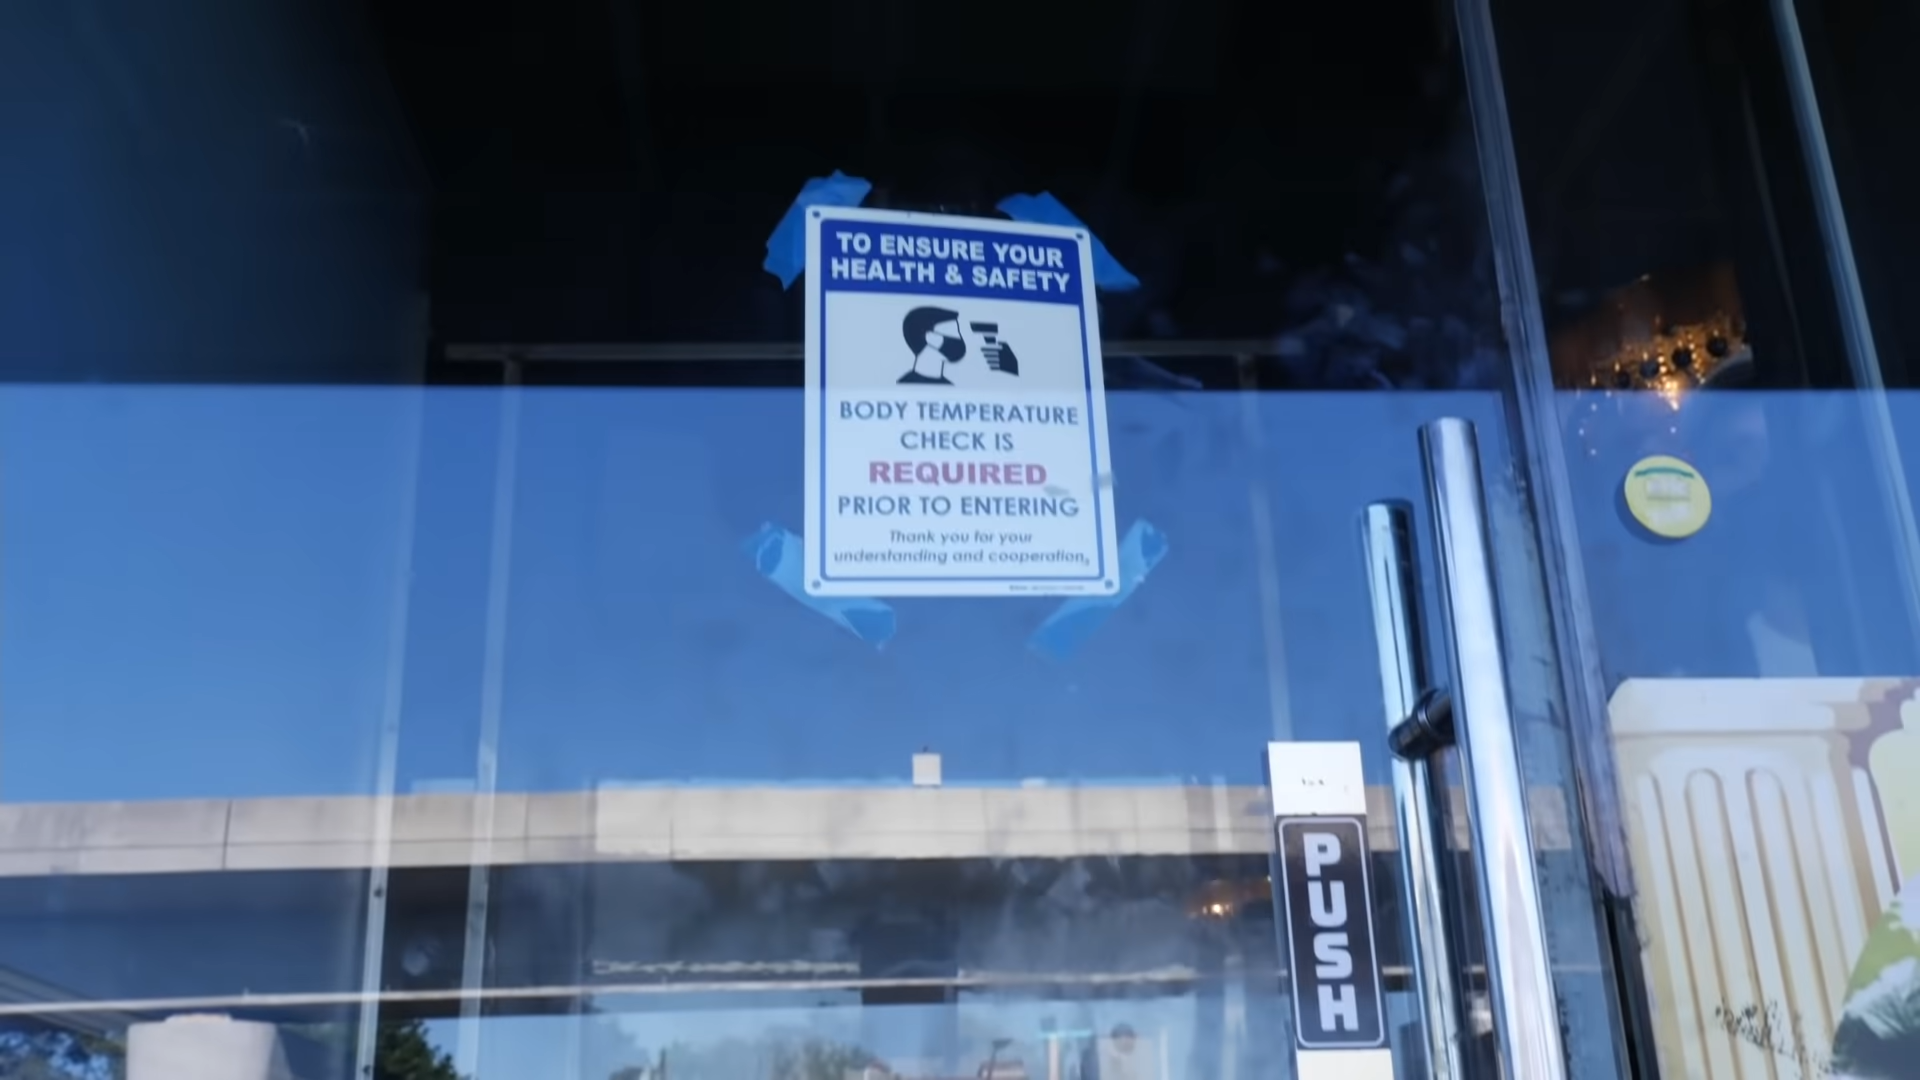 TO ENSURE YOUR
HEALTH & SAFETY
BODY TEMPERATURE
CHECK IS
REQUIRED
PRIOR TO ENTERING
Thank you for your
understanding and cooperation.
PUSH